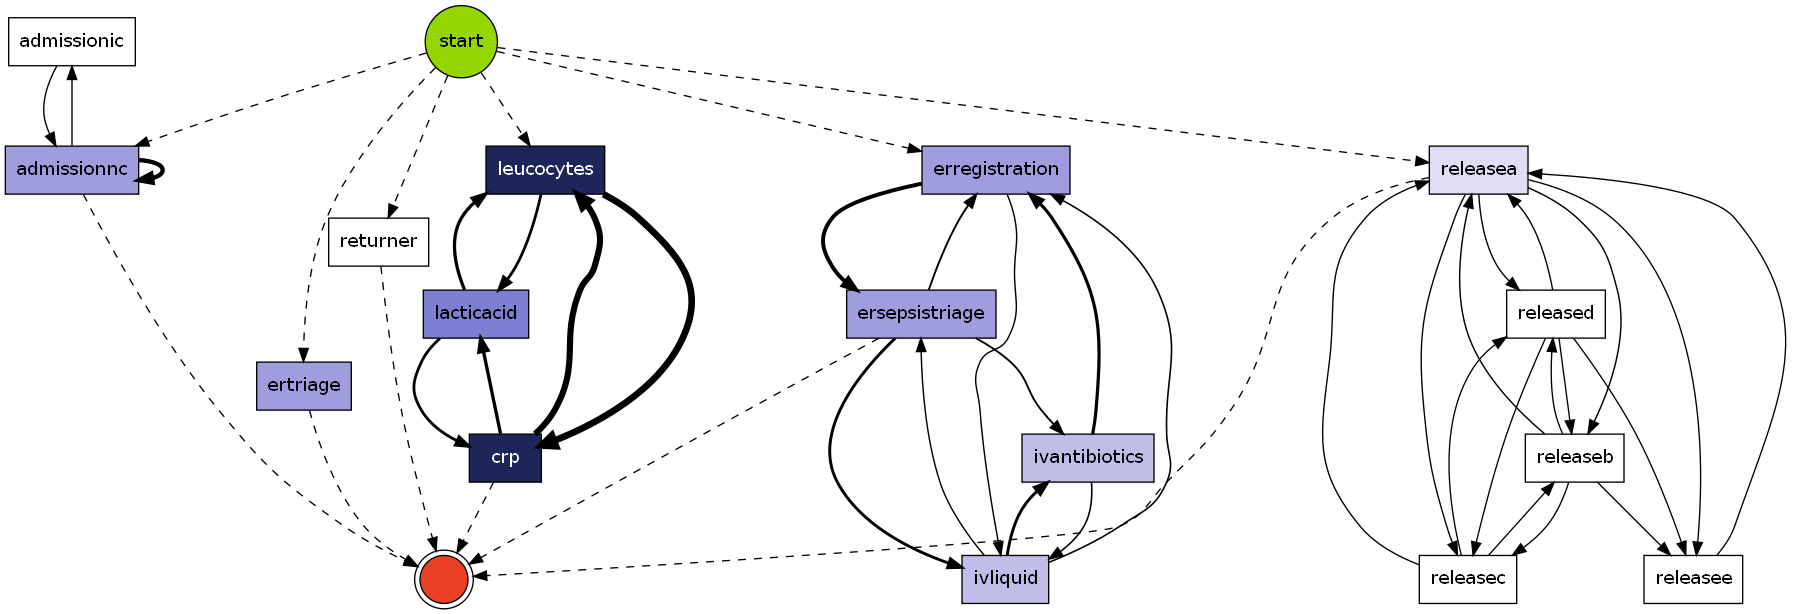 admissionic
start
admissionnc
leucocytes
erregistration
releasea
returner
lacticacid
ersepsistriage
released
ertriage
crp
ivantibiotics
releaseb
ivliquid
releasec
releasee